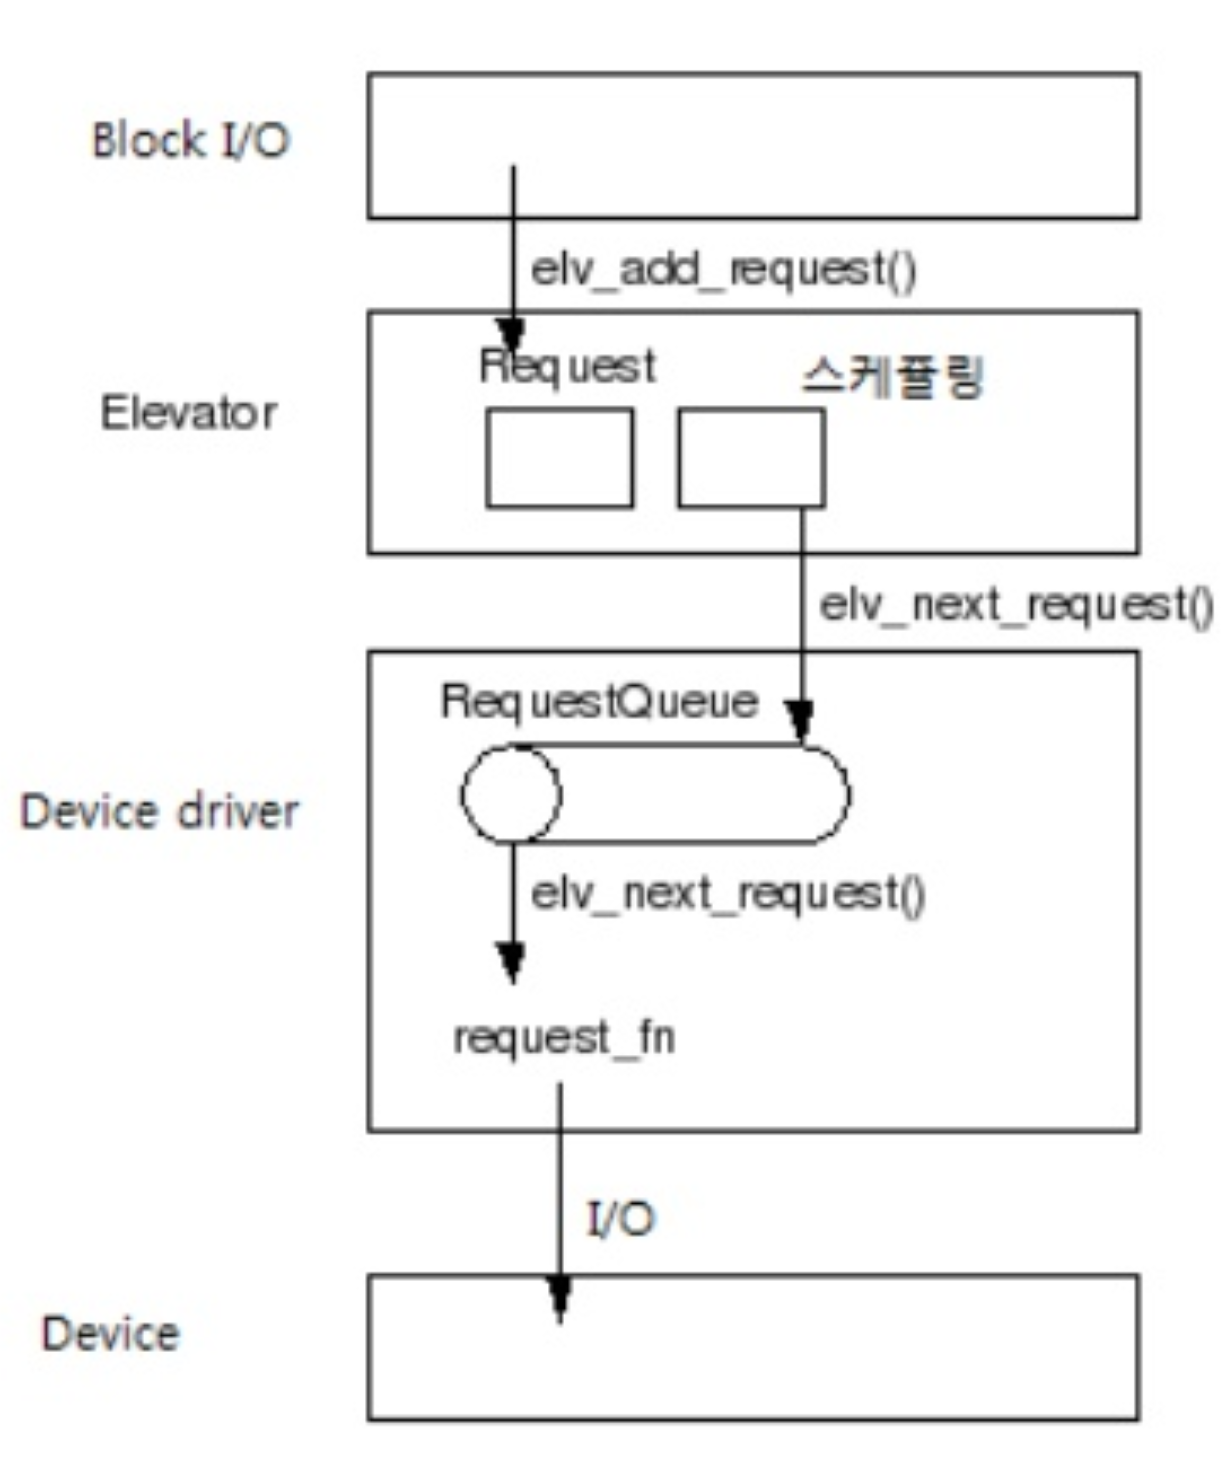 Block I/O
elv_add_request()
Elevator
Request
스케쥴링
elv_next_request()
RequestQueue
Device driver
elv_next_request()
request_fn
I/O
Device